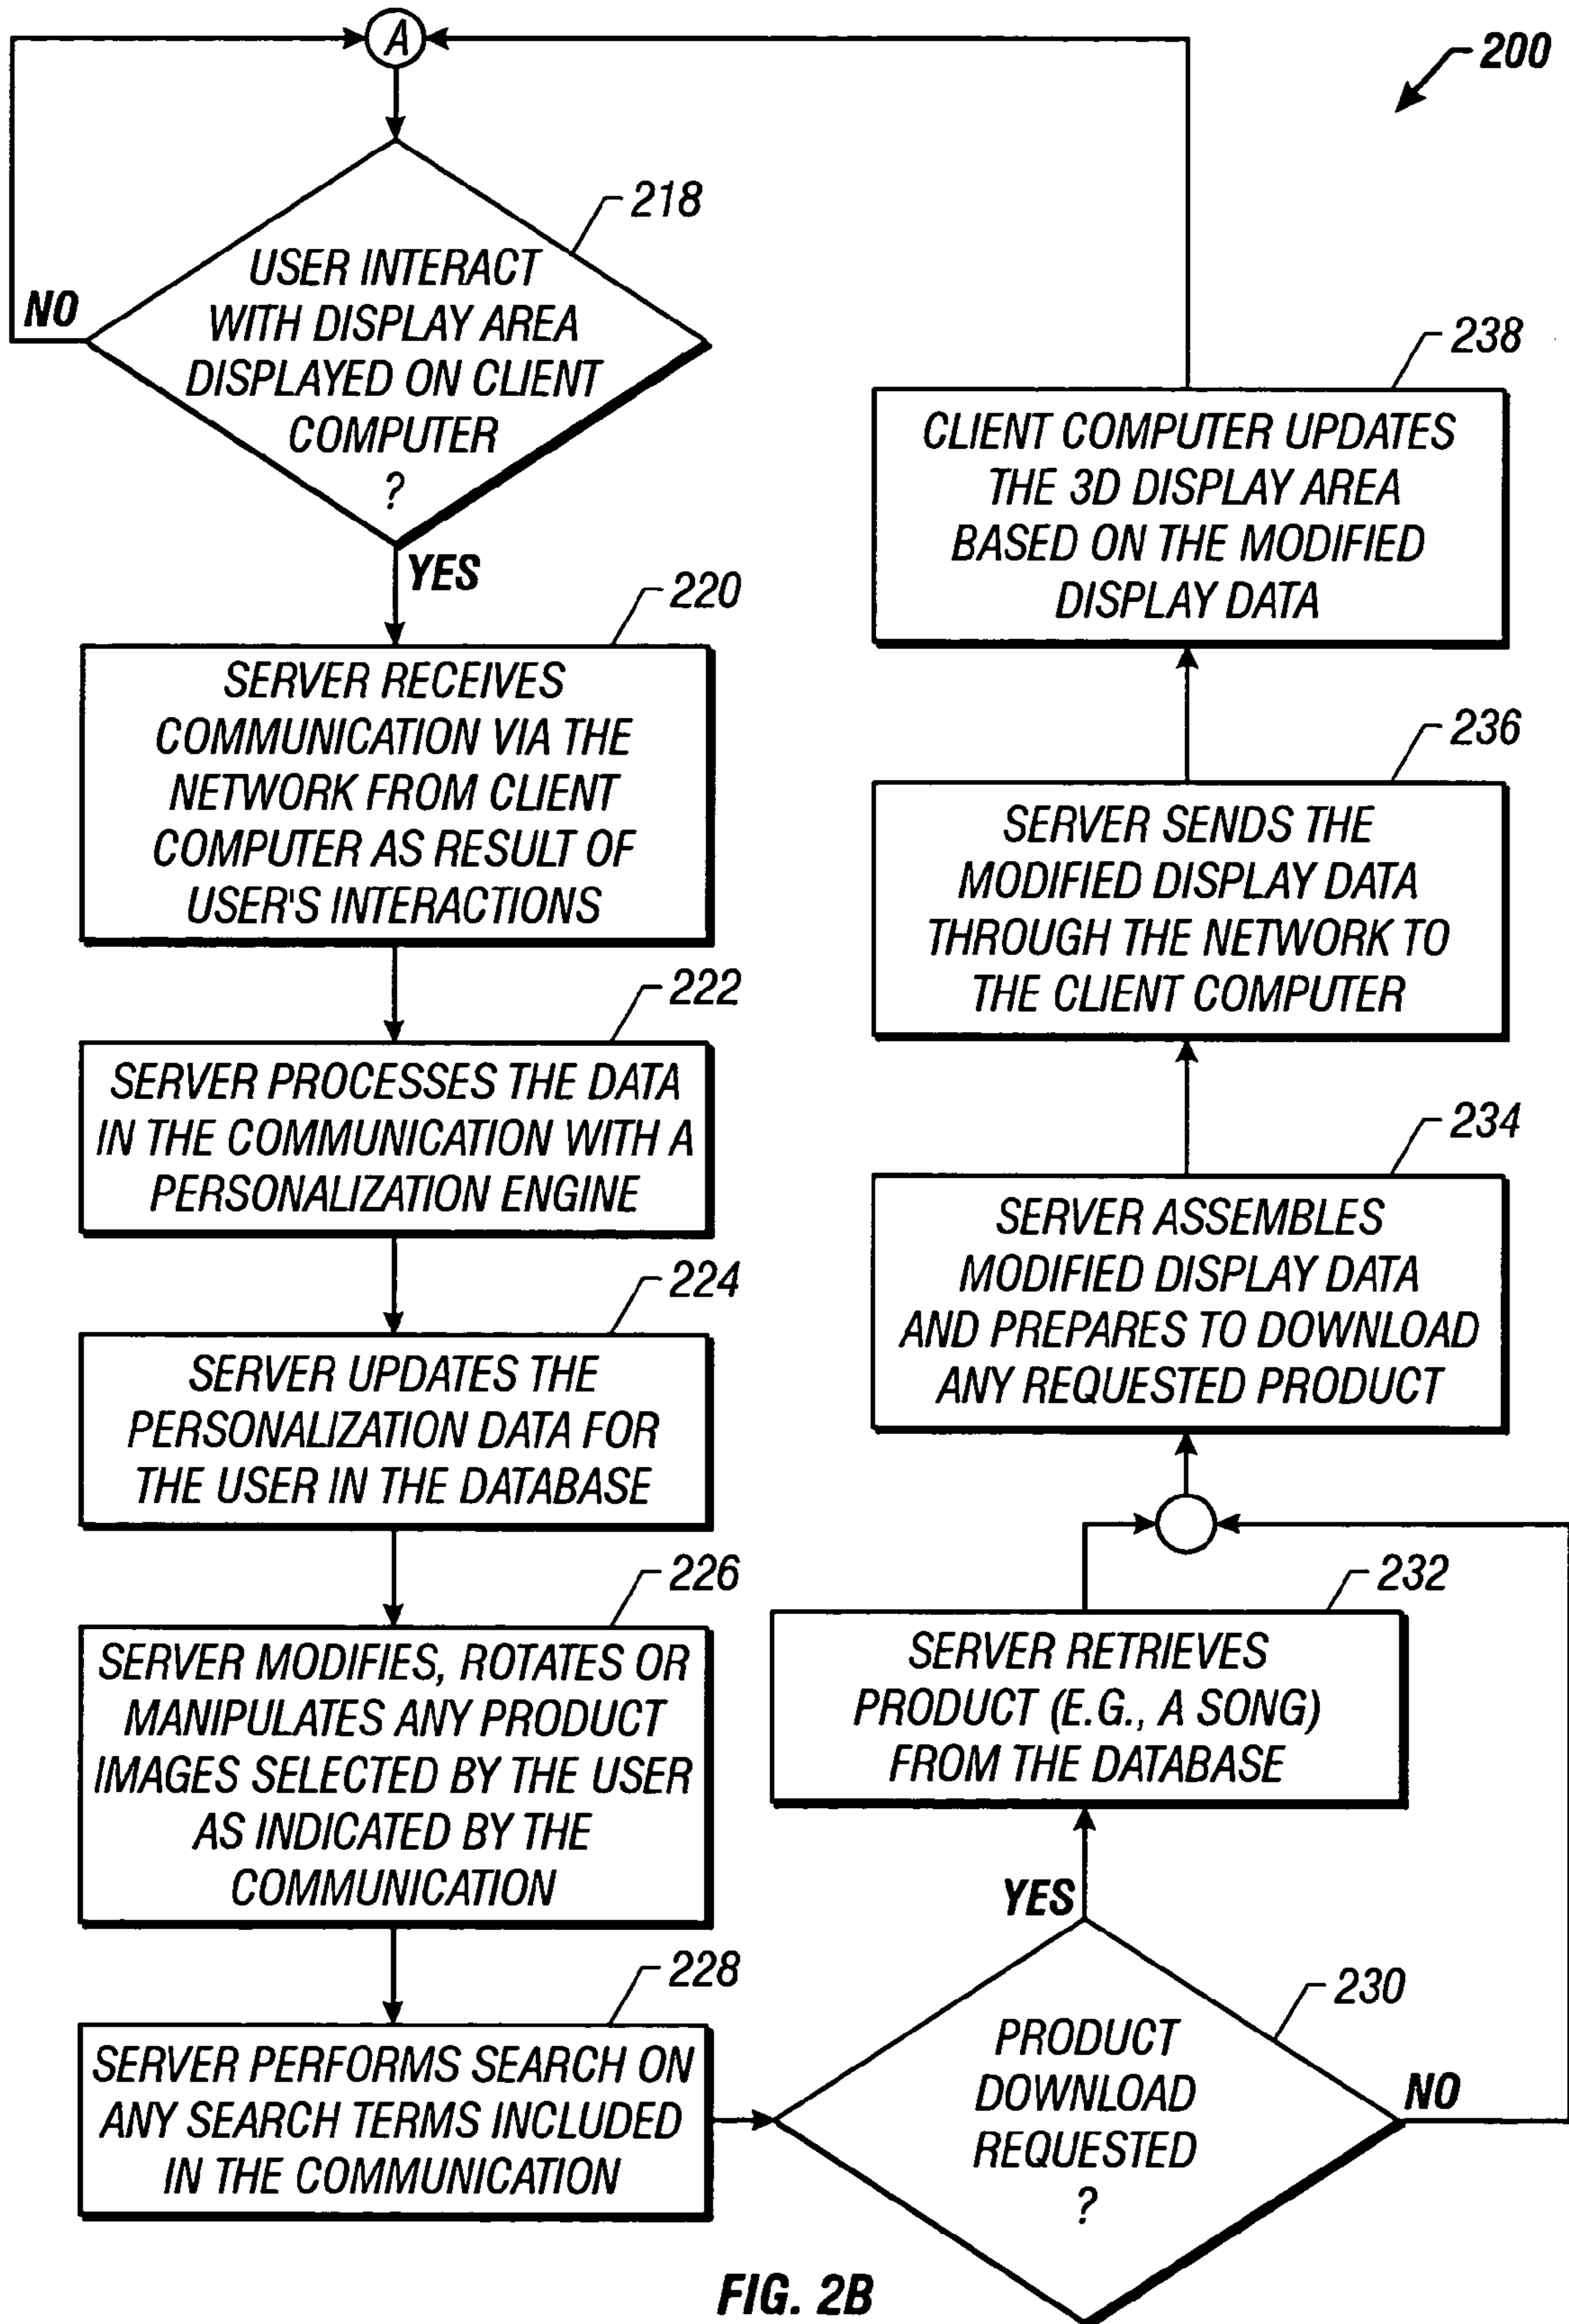 A
200
218
USER INTERACT
WITH DISPLAY AREA
DISPLAYED ON CLIENT
COMPUTER
?
NO
YES
220
SERVER RECEIVES
COMMUNICATION VIA THE
NETWORK FROM CLIENT
COMPUTER AS RESULT OF
USER'S INTERACTIONS
222
SERVER PROCESSES THE DATA
IN THE COMMUNICATION WITH A
PERSONALIZATION ENGINE
224
SERVER UPDATES THE
PERSONALIZATION DATA FOR
THE USER IN THE DATABASE
226
SERVER MODIFIES, ROTATES OR
MANIPULATES ANY PRODUCT
IMAGES SELECTED BY THE USER
AS INDICATED BY THE
COMMUNICATION
228
SERVER PERFORMS SEARCH ON
ANY SEARCH TERMS INCLUDED
IN THE COMMUNICATION
230
PRODUCT
DOWNLOAD
REQUESTED
?
NO
YES
232
SERVER RETRIEVES
PRODUCT (E.G., A SONG)
FROM THE DATABASE
234
SERVER ASSEMBLES
MODIFIED DISPLAY DATA
AND PREPARES TO DOWNLOAD
ANY REQUESTED PRODUCT
236
SERVER SENDS THE
MODIFIED DISPLAY DATA
THROUGH THE NETWORK TO
THE CLIENT COMPUTER
238
CLIENT COMPUTER UPDATES
THE 3D DISPLAY AREA
BASED ON THE MODIFIED
DISPLAY DATA
FIG. 2B